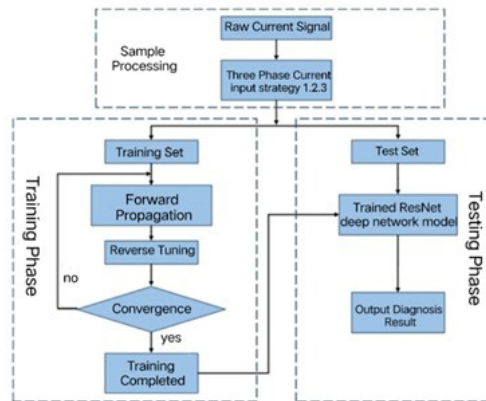 Raw Current Signal
Sample
Processing
Three Phase Current
input strategy 1.2.3
Training Phase
Training Set
Forward
Propagation
Reverse Tuning
no
Convergence
yes
Training
Completed
Test Set
Trained ResNet
deep network model
Output Diagnosis
Result
Testing Phase